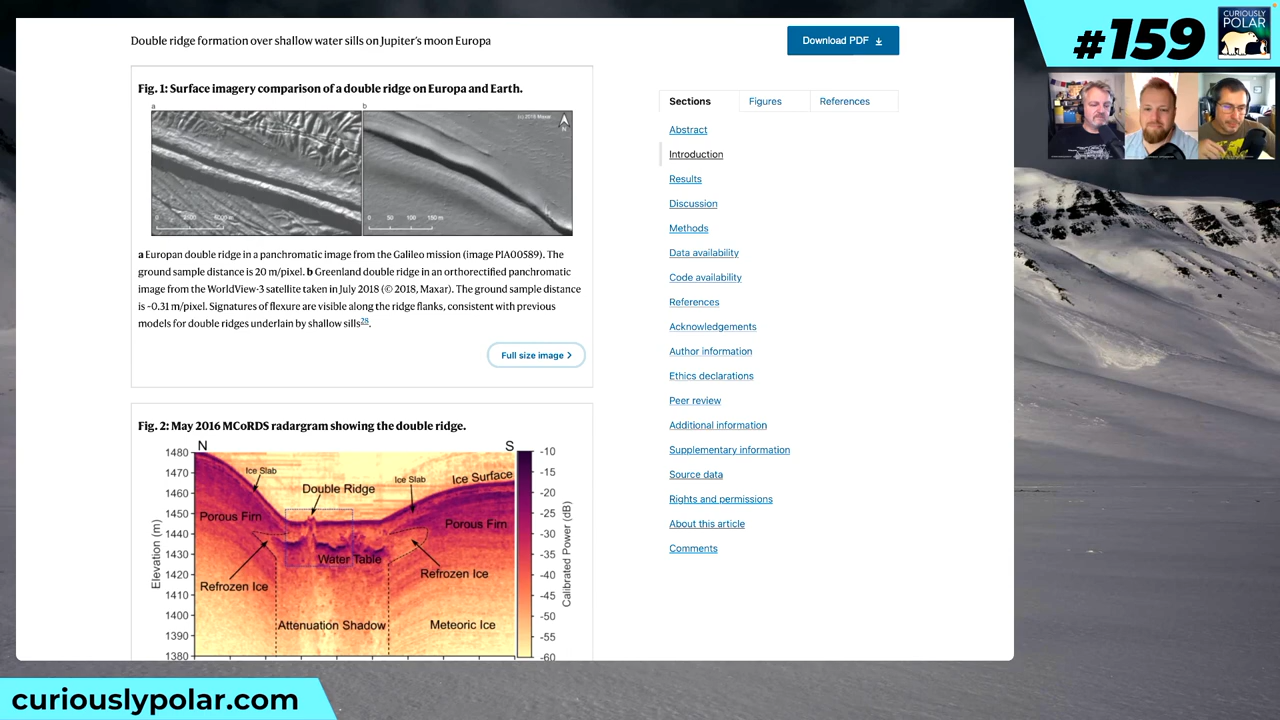 Double ridge formation over shallow water sills on Jupiter's moon Europa
Download PDF
#159
CURIOUSLY
POLAR
Fig. 1: Surface imagery comparison of a double ridge on Europa and Earth.
a
b
(c) 2018 Maxar
N
0 2500 5000 m
0 50 100 150 m
a Europan double ridge in a panchromatic image from the Galileo mission (image PIA00589). The
ground sample distance is 20 m/pixel. b Greenland double ridge in an orthorectified panchromatic
image from the WorldView-3 satellite taken in July 2018 (© 2018, Maxar). The ground sample distance
is ~0.31 m/pixel. Signatures of flexure are visible along the ridge flanks, consistent with previous
models for double ridges underlain by shallow sills28.
Full size image
Fig. 2: May 2016 MCoRDS radargram showing the double ridge.
N
S
1480
1470
1460
1450
1440
1430
1420
1410
1400
1390
1380
Elevation (m)
Ice Slab
Double Ridge
Ice Slab
Ice Surface
Porous Firn
Porous Firn
Water Table
Refrozen Ice
Refrozen Ice
Attenuation Shadow
Meteoric Ice
-10
-15
-20
-25
-30
-35
-40
-45
-50
-55
-60
Calibrated Power (dB)
Sections
Figures
References
Abstract
Introduction
Results
Discussion
Methods
Data availability
Code availability
References
Acknowledgements
Author information
Ethics declarations
Peer review
Additional information
Supplementary information
Source data
Rights and permissions
About this article
Comments
curiouslypolar.com